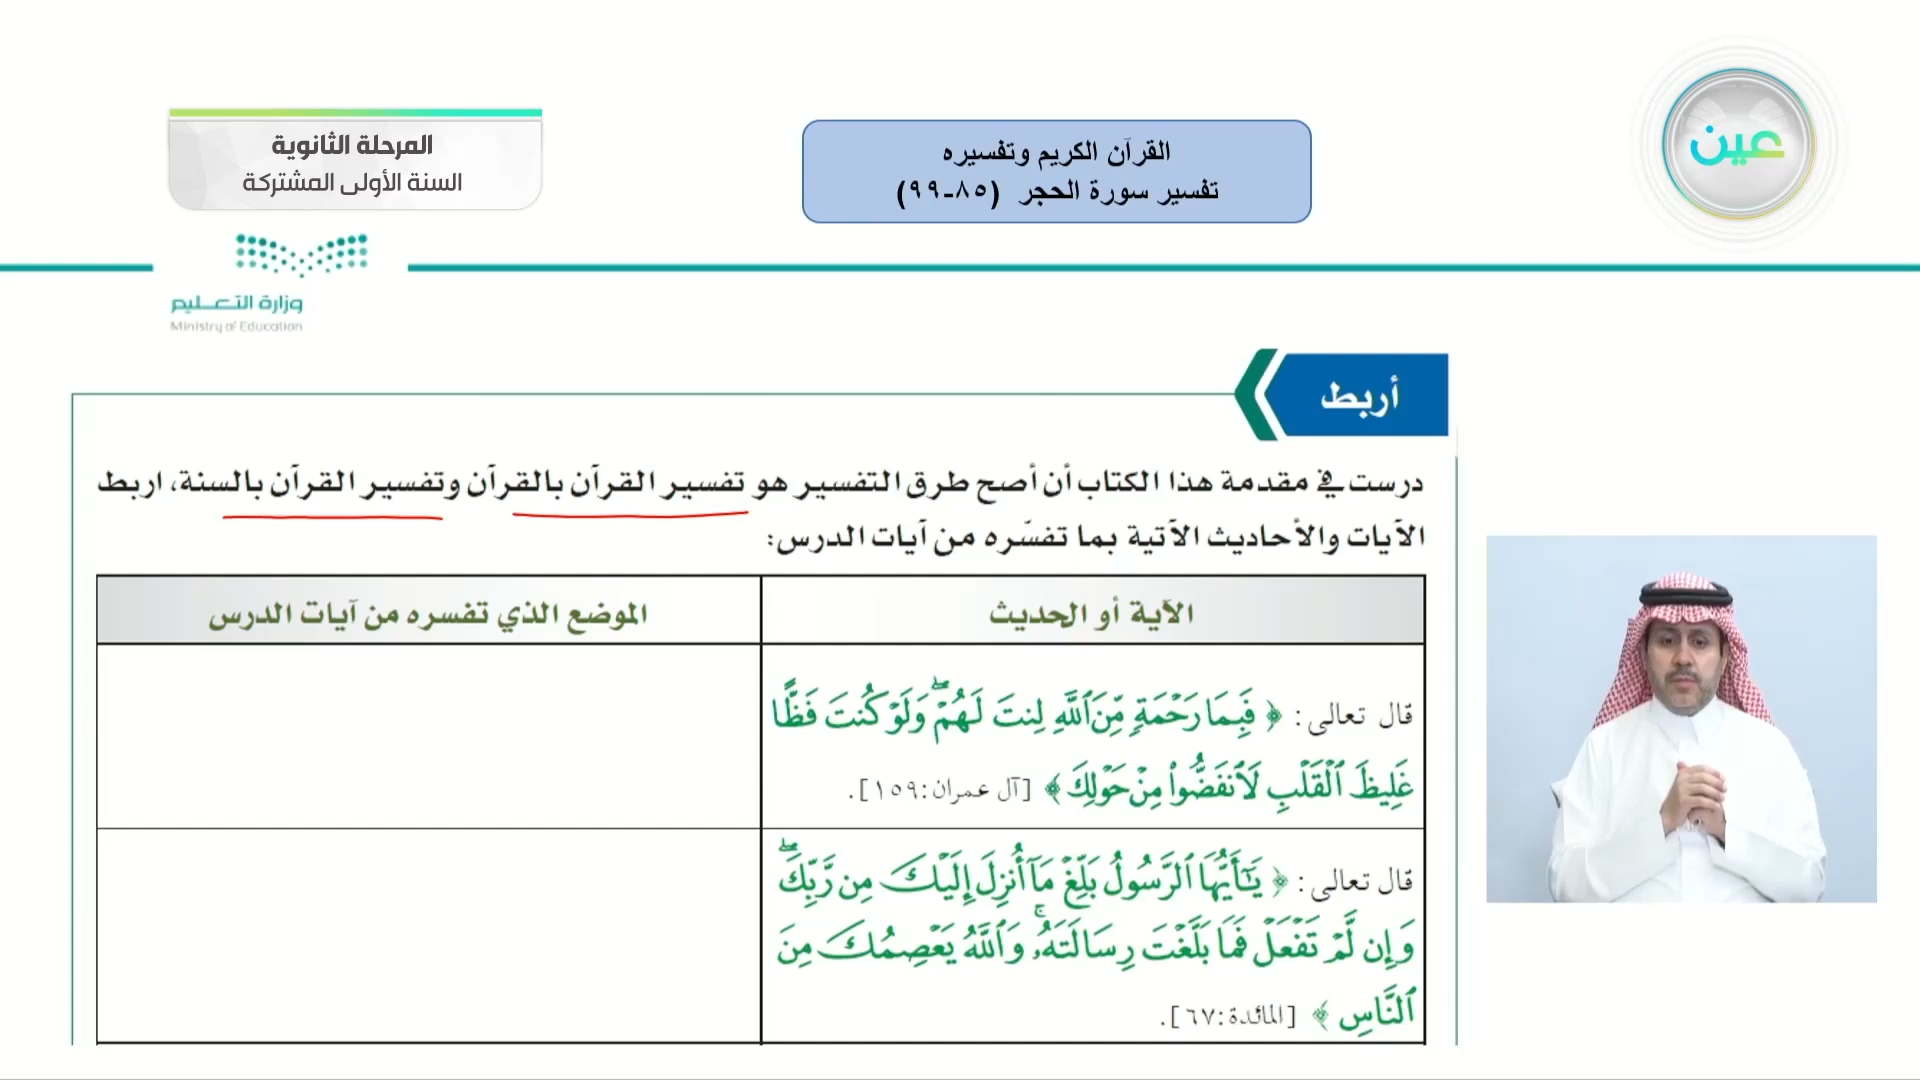 المرحلة الثانوية
السنة الأولى المشتركة
القرآن الكريم وتفسيره
تفسير سورة الحجر (٨٥-٩٩)
عين
وزارة التعـــليم
Ministry of Education
أربط
درست في مقدمة هذا الكتاب أن أصح طرق التفسير هو تفسير القرآن بالقرآن وتفسير القرآن بالسنة، اربط
الآيات والأحاديث الآتية بما تفسّره من آيات الدرس:
الآية أو الحديث
الموضع الذي تفسره من آيات الدرس
قال تعالى: ﴿ فَبِمَا رَحْمَةٍ مِّنَ ٱللَّهِ لِنتَ لَهُمْ ۖ وَلَوْ كُنتَ فَظًّا
غَلِيظَ ٱلْقَلْبِ لَٱنفَضُّوا۟ مِنْ حَوْلِكَ ﴾ [آل عمران:١٥٩].
قال تعالى: ﴿ يَٰٓأَيُّهَا ٱلرَّسُولُ بَلِّغْ مَآ أُنزِلَ إِلَيْكَ مِن رَّبِّكَ ۖ
وَإِن لَّمْ تَفْعَلْ فَمَا بَلَّغْتَ رِسَالَتَهُۥ ۚ وَٱللَّهُ يَعْصِمُكَ مِنَ
ٱلنَّاسِ ﴾ [المائدة:٦٧].